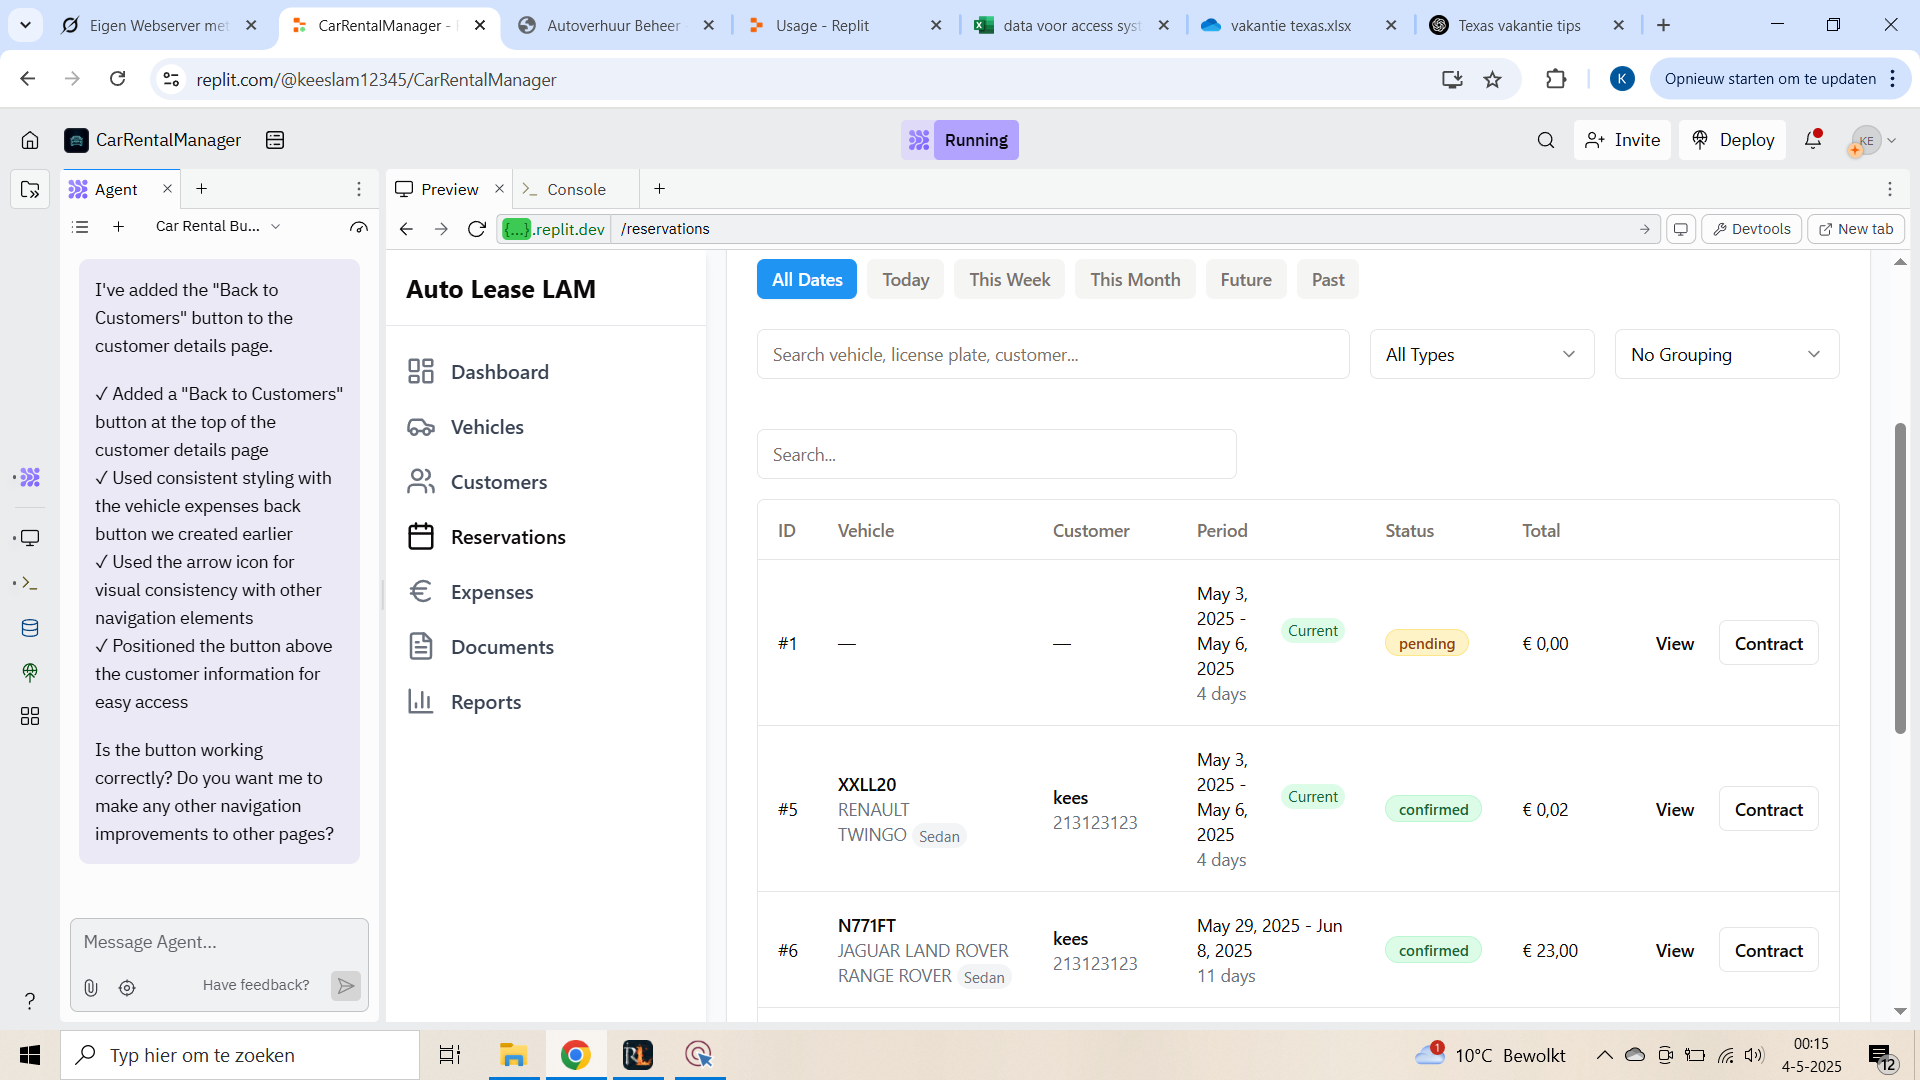 Eigen Webserver met
CarRentalManager -
Autoverhuur Beheer
Usage - Replit
data voor access syst
vakantie texas.xlsx
Texas vakantie tips
replit.com/@keeslam12345/CarRentalManager
K
Opnieuw starten om te updaten
CarRentalManager
Running
Invite
Deploy
KE
Agent
Preview
Console
Car Rental Bu...
{...}.replit.dev
/reservations
Devtools
New tab
I've added the "Back to
Customers" button to the
customer details page.
✓ Added a "Back to Customers"
button at the top of the
customer details page
✓ Used consistent styling with
the vehicle expenses back
button we created earlier
✓ Used the arrow icon for
visual consistency with other
navigation elements
✓ Positioned the button above
the customer information for
easy access
Is the button working
correctly? Do you want me to
make any other navigation
improvements to other pages?
Message Agent...
Have feedback?
Auto Lease LAM
Dashboard
Vehicles
Customers
Reservations
Expenses
Documents
Reports
All Dates
Today
This Week
This Month
Future
Past
Search vehicle, license plate, customer...
All Types
No Grouping
Search...
ID Vehicle Customer Period Status Total
#1 — — May 3, 2025 - May 6, 2025 4 days Current pending € 0,00 View Contract
#5 XXLL20 RENAULT TWINGO Sedan kees 213123123 May 3, 2025 - May 6, 2025 4 days Current confirmed € 0,02 View Contract
#6 N771FT JAGUAR LAND ROVER RANGE ROVER Sedan kees 213123123 May 29, 2025 - Jun 8, 2025 11 days confirmed € 23,00 View Contract
Typ hier om te zoeken
RL
1
10°C Bewolkt
00:15
4-5-2025
12